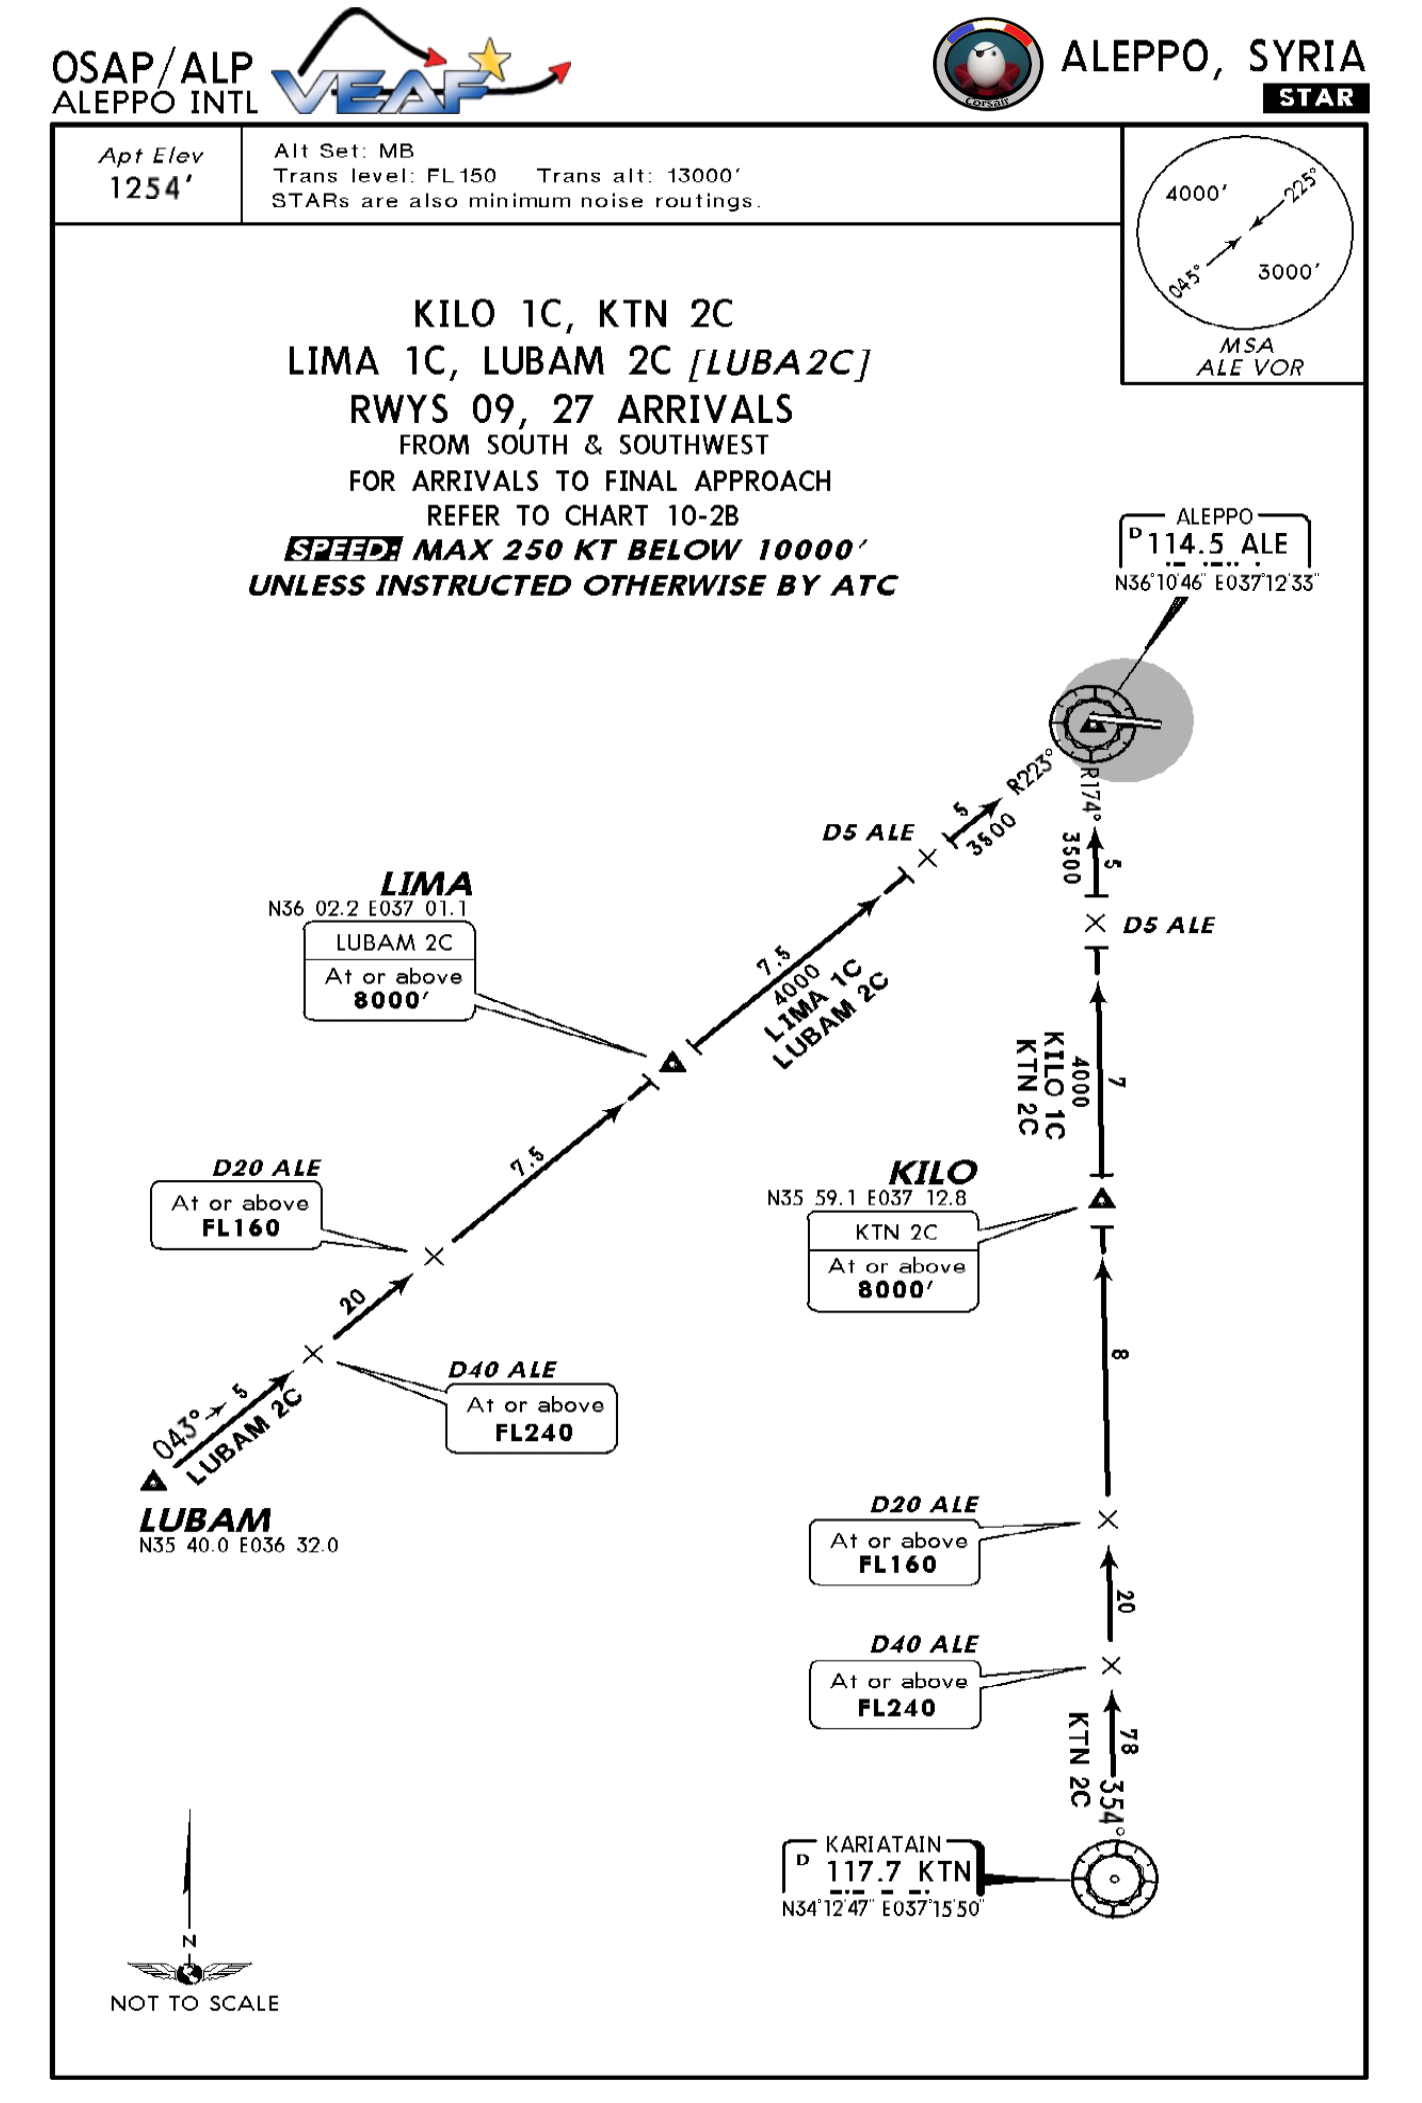 OSAP/ALP
ALEPPO INTL
VEAF
Corsair
ALEPPO, SYRIA
STAR
Apt Elev
1254'
Alt Set: MB
Trans level: FL150 Trans alt: 13000'
STARs are also minimum noise routings.
4000'
225°
045°
3000'
MSA
ALE VOR
KILO 1C, KTN 2C
LIMA 1C, LUBAM 2C [LUBA2C]
RWYS 09, 27 ARRIVALS
FROM SOUTH & SOUTHWEST
FOR ARRIVALS TO FINAL APPROACH
REFER TO CHART 10-2B
SPEED: MAX 250 KT BELOW 10000'
UNLESS INSTRUCTED OTHERWISE BY ATC
ALEPPO
D 114.5 ALE
N36°10'46" E037°12'33"
R223°
R174°
5
3500
D5 ALE
5
3500
D5 ALE
LIMA
N36 02.2 E037 01.1
LUBAM 2C
At or above
8000'
7.5
4000
LIMA 1C
LUBAM 2C
7
4000
KILO 1C
KTN 2C
KILO
N35 59.1 E037 12.8
KTN 2C
At or above
8000'
7.5
D20 ALE
At or above
FL160
20
8
D40 ALE
At or above
FL240
043°
5
LUBAM 2C
LUBAM
N35 40.0 E036 32.0
D20 ALE
At or above
FL160
20
D40 ALE
At or above
FL240
78
KTN 2C
354°
KARIATAIN
D 117.7 KTN
N34°12'47" E037°15'50"
N
NOT TO SCALE